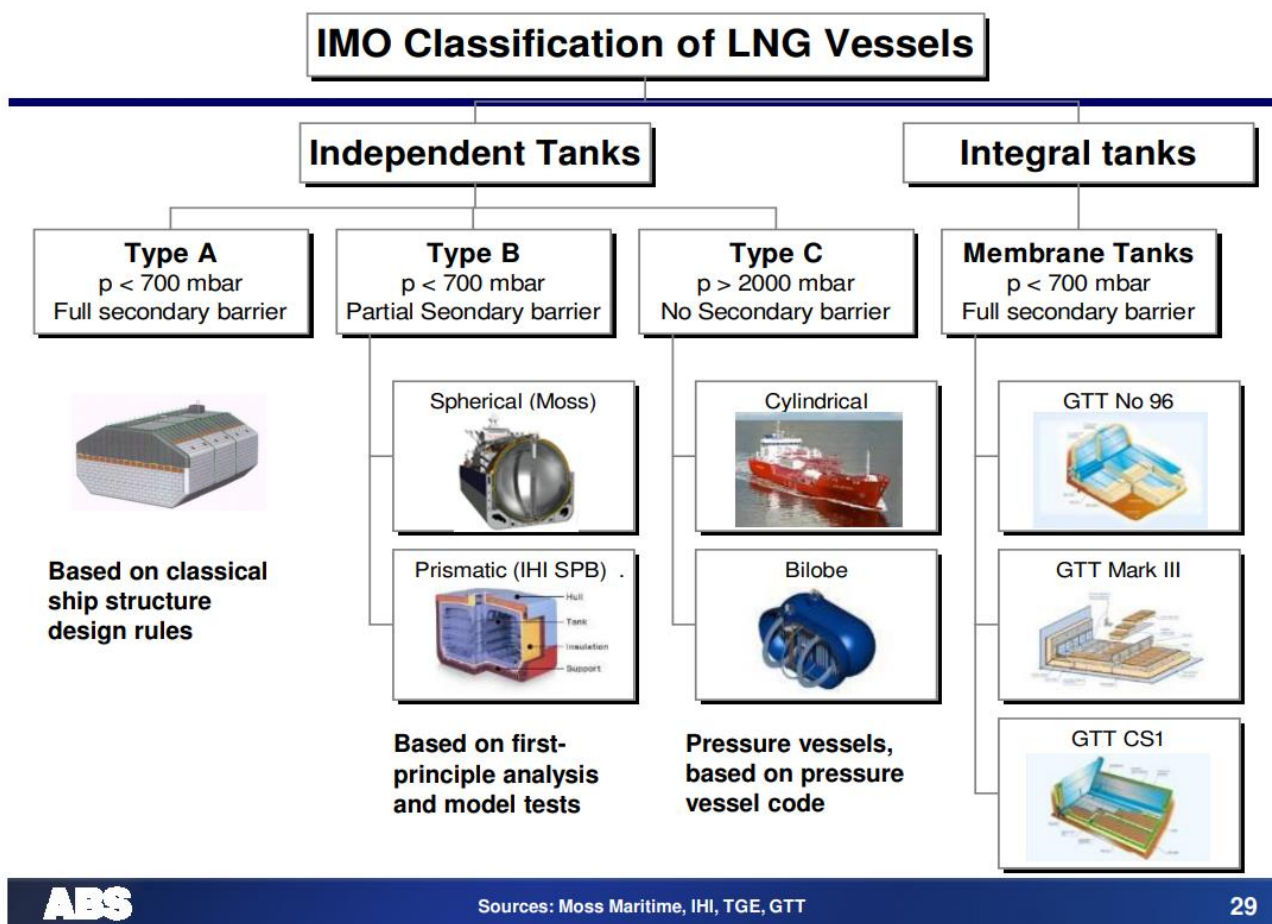 IMO Classification of LNG Vessels
Independent Tanks
Integral tanks
Type A
p < 700 mbar
Full secondary barrier
Type B
p < 700 mbar
Partial Seondary barrier
Type C
p > 2000 mbar
No Secondary barrier
Membrane Tanks
p < 700 mbar
Full secondary barrier
Based on classical
ship structure
design rules
Spherical (Moss)
Prismatic (IHI SPB) .
Hull
Tank
Insulation
Support
Based on first-
principle analysis
and model tests
Cylindrical
Bilobe
Pressure vessels,
based on pressure
vessel code
GTT No 96
GTT Mark III
GTT CS1
ABS
Sources: Moss Maritime, IHI, TGE, GTT
29